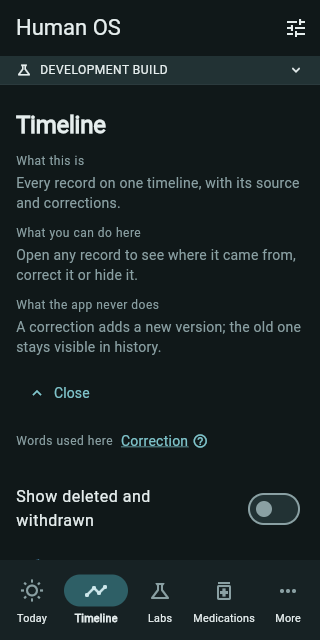 Human OS
DEVELOPMENT BUILD
Timeline
What this is
Every record on one timeline, with its source
and corrections.
What you can do here
Open any record to see where it came from,
correct it or hide it.
What the app never does
A correction adds a new version; the old one
stays visible in history.
Close
Words used here Correction
Show deleted and
withdrawn
Today Timeline Labs Medications More